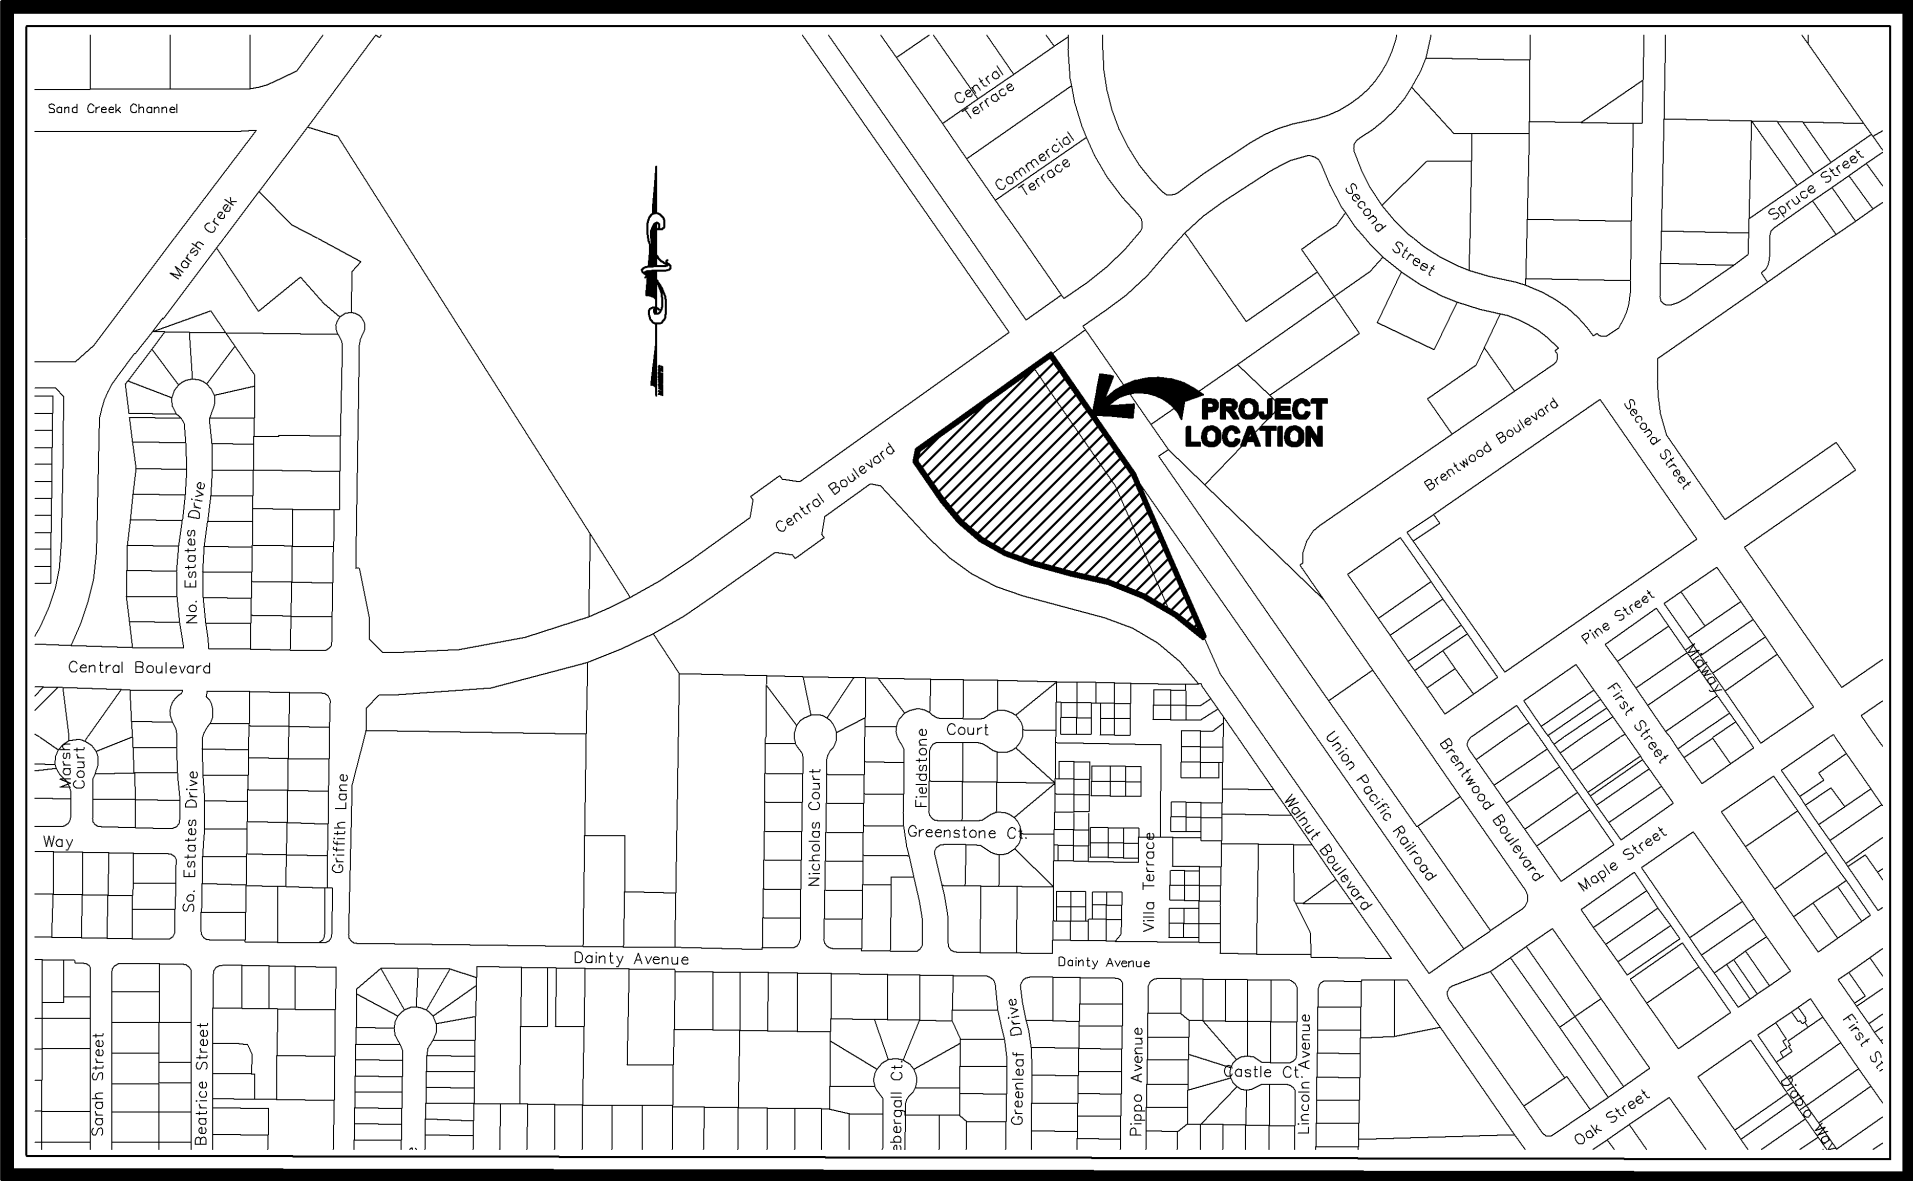 Sand Creek Channel
Central
Terrace
Commercial
Terrace
Spruce Street
Second Street
Marsh Creek
PROJECT
LOCATION
Second Street
Brentwood Boulevard
Central Boulevard
No. Estates Drive
Central Boulevard
Pine Street
Midway
First Street
Marsh
Court
Court
Fieldstone
Union Pacific Railroad
Brentwood Boulevard
Way
So. Estates Drive
Griffith Lane
Nicholas Court
Greenstone Ct.
Villa Terrace
Walnut Boulevard
Maple Street
Dainty Avenue
Dainty Avenue
Sarah Street
Beatrice Street
ebergall Ct.
Greenleaf Drive
Pippo Avenue
Castle Ct.
Lincoln Avenue
Oak Street
First St.
Diablo Way